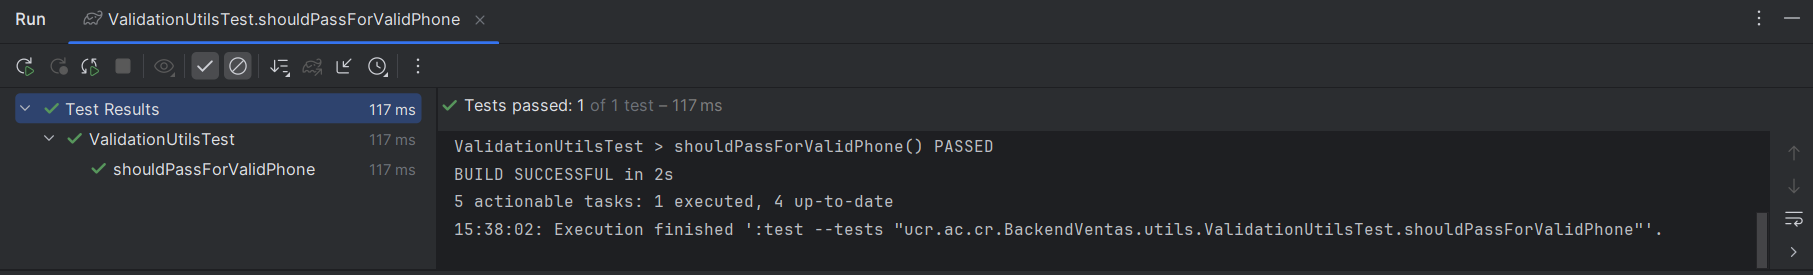 Run ValidationUtilsTest.shouldPassForValidPhone
Test Results 117 ms
ValidationUtilsTest 117 ms
shouldPassForValidPhone 117 ms
Tests passed: 1 of 1 test – 117 ms
ValidationUtilsTest > shouldPassForValidPhone() PASSED
BUILD SUCCESSFUL in 2s
5 actionable tasks: 1 executed, 4 up-to-date
15:38:02: Execution finished ':test --tests "ucr.ac.cr.BackendVentas.utils.ValidationUtilsTest.shouldPassForValidPhone"'.